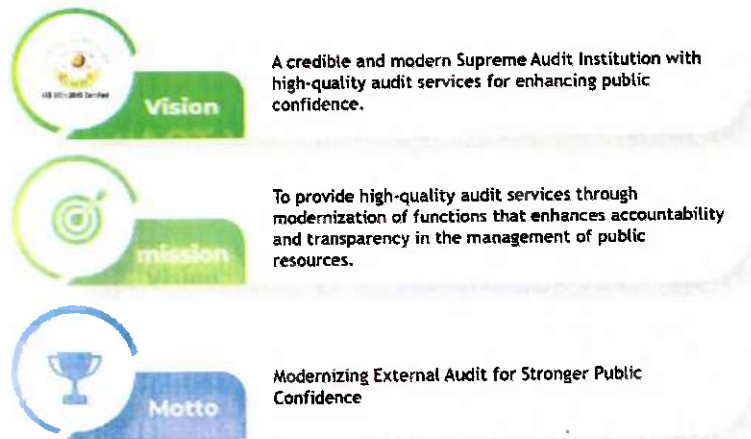 Vision
A credible and modern Supreme Audit Institution with
high-quality audit services for enhancing public
confidence.
mission
To provide high-quality audit services through
modernization of functions that enhances accountability
and transparency in the management of public
resources.
Motto
Modernizing External Audit for Stronger Public
Confidence